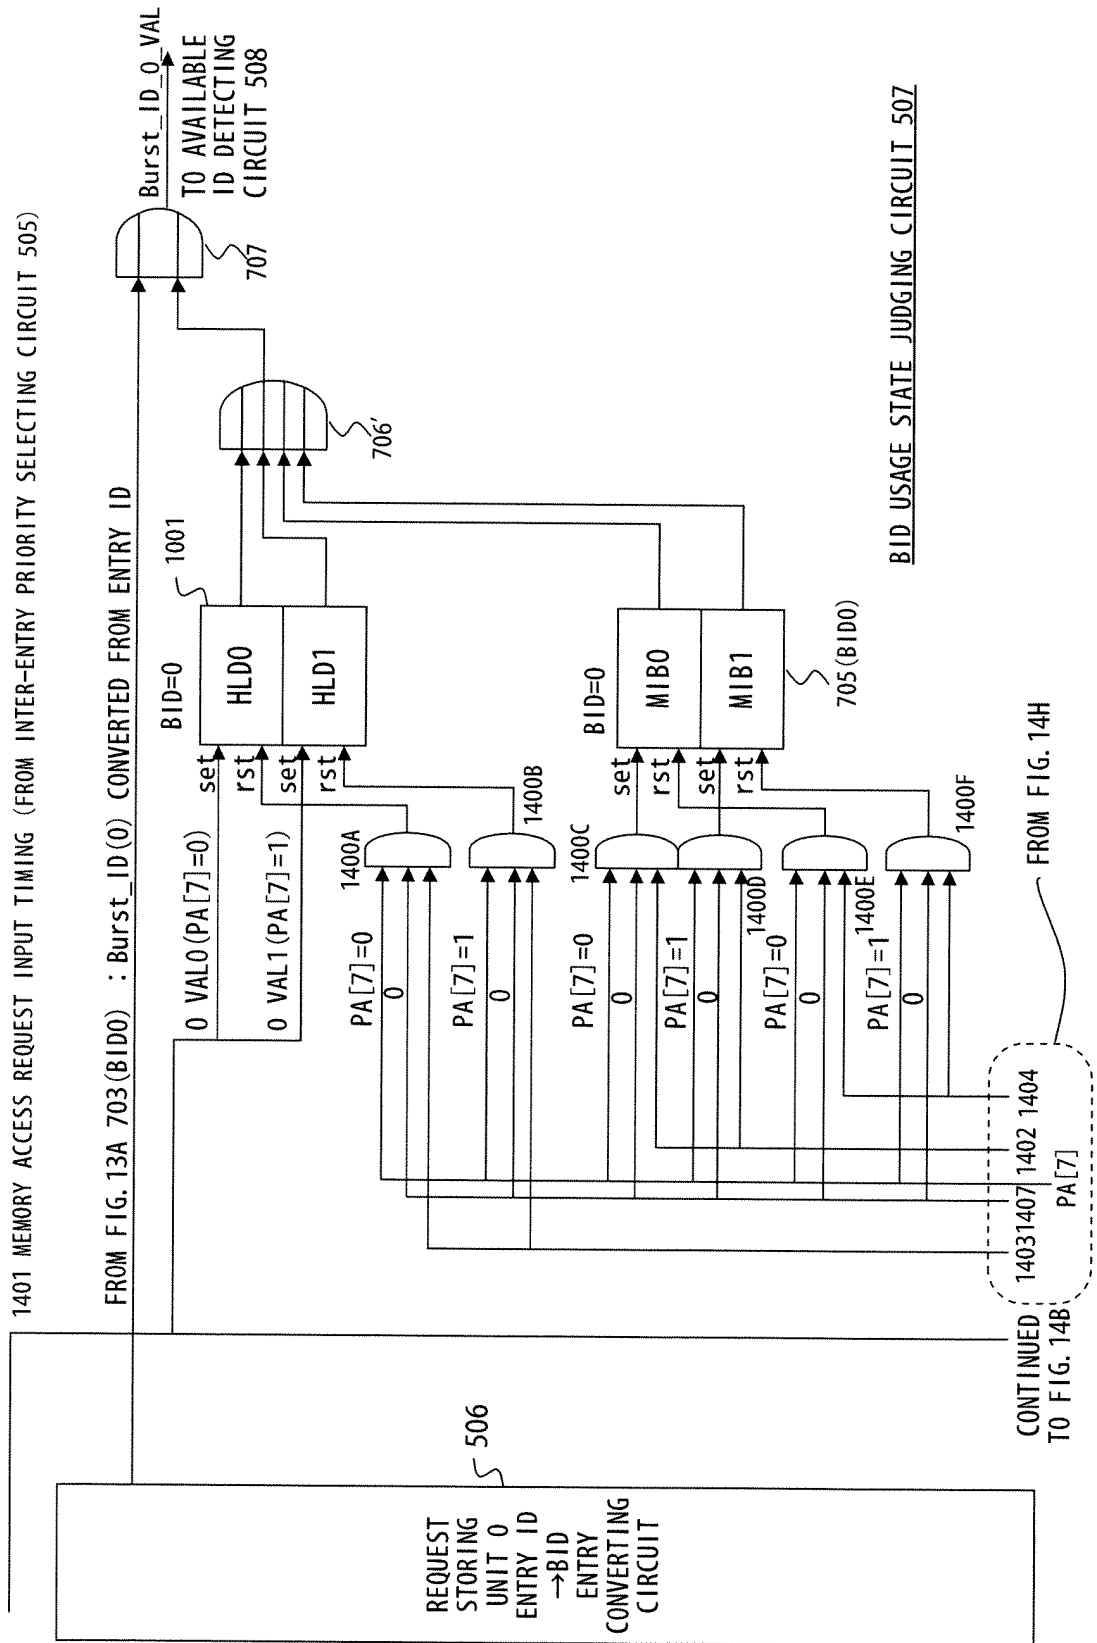 1401 MEMORY ACCESS REQUEST INPUT TIMING (FROM INTER-ENTRY PRIORITY SELECTING CIRCUIT 505)
FROM FIG. 13A 703(BID0) : Burst_ID(0) CONVERTED FROM ENTRY ID
Burst_ID_0_VAL
TO AVAILABLE
ID DETECTING
CIRCUIT 508
707
706'
REQUEST
STORING
UNIT 0
ENTRY ID
→BID
ENTRY
CONVERTING
CIRCUIT
506
0 VAL0(PA[7]=0)
0 VAL1(PA[7]=1)
BID=0
1001
set
rst
set
rst
HLD0
HLD1
PA[7]=0
0
1400A
PA[7]=1
0
1400B
BID=0
set
rst
set
rst
MIB0
MIB1
705(BID0)
PA[7]=0
0
1400C
PA[7]=1
0
1400D
PA[7]=0
0
1400E
PA[7]=1
0
1400F
CONTINUED
TO FIG. 14B
1403
1407
PA[7]
1402
1404
FROM FIG. 14H
BID USAGE STATE JUDGING CIRCUIT 507